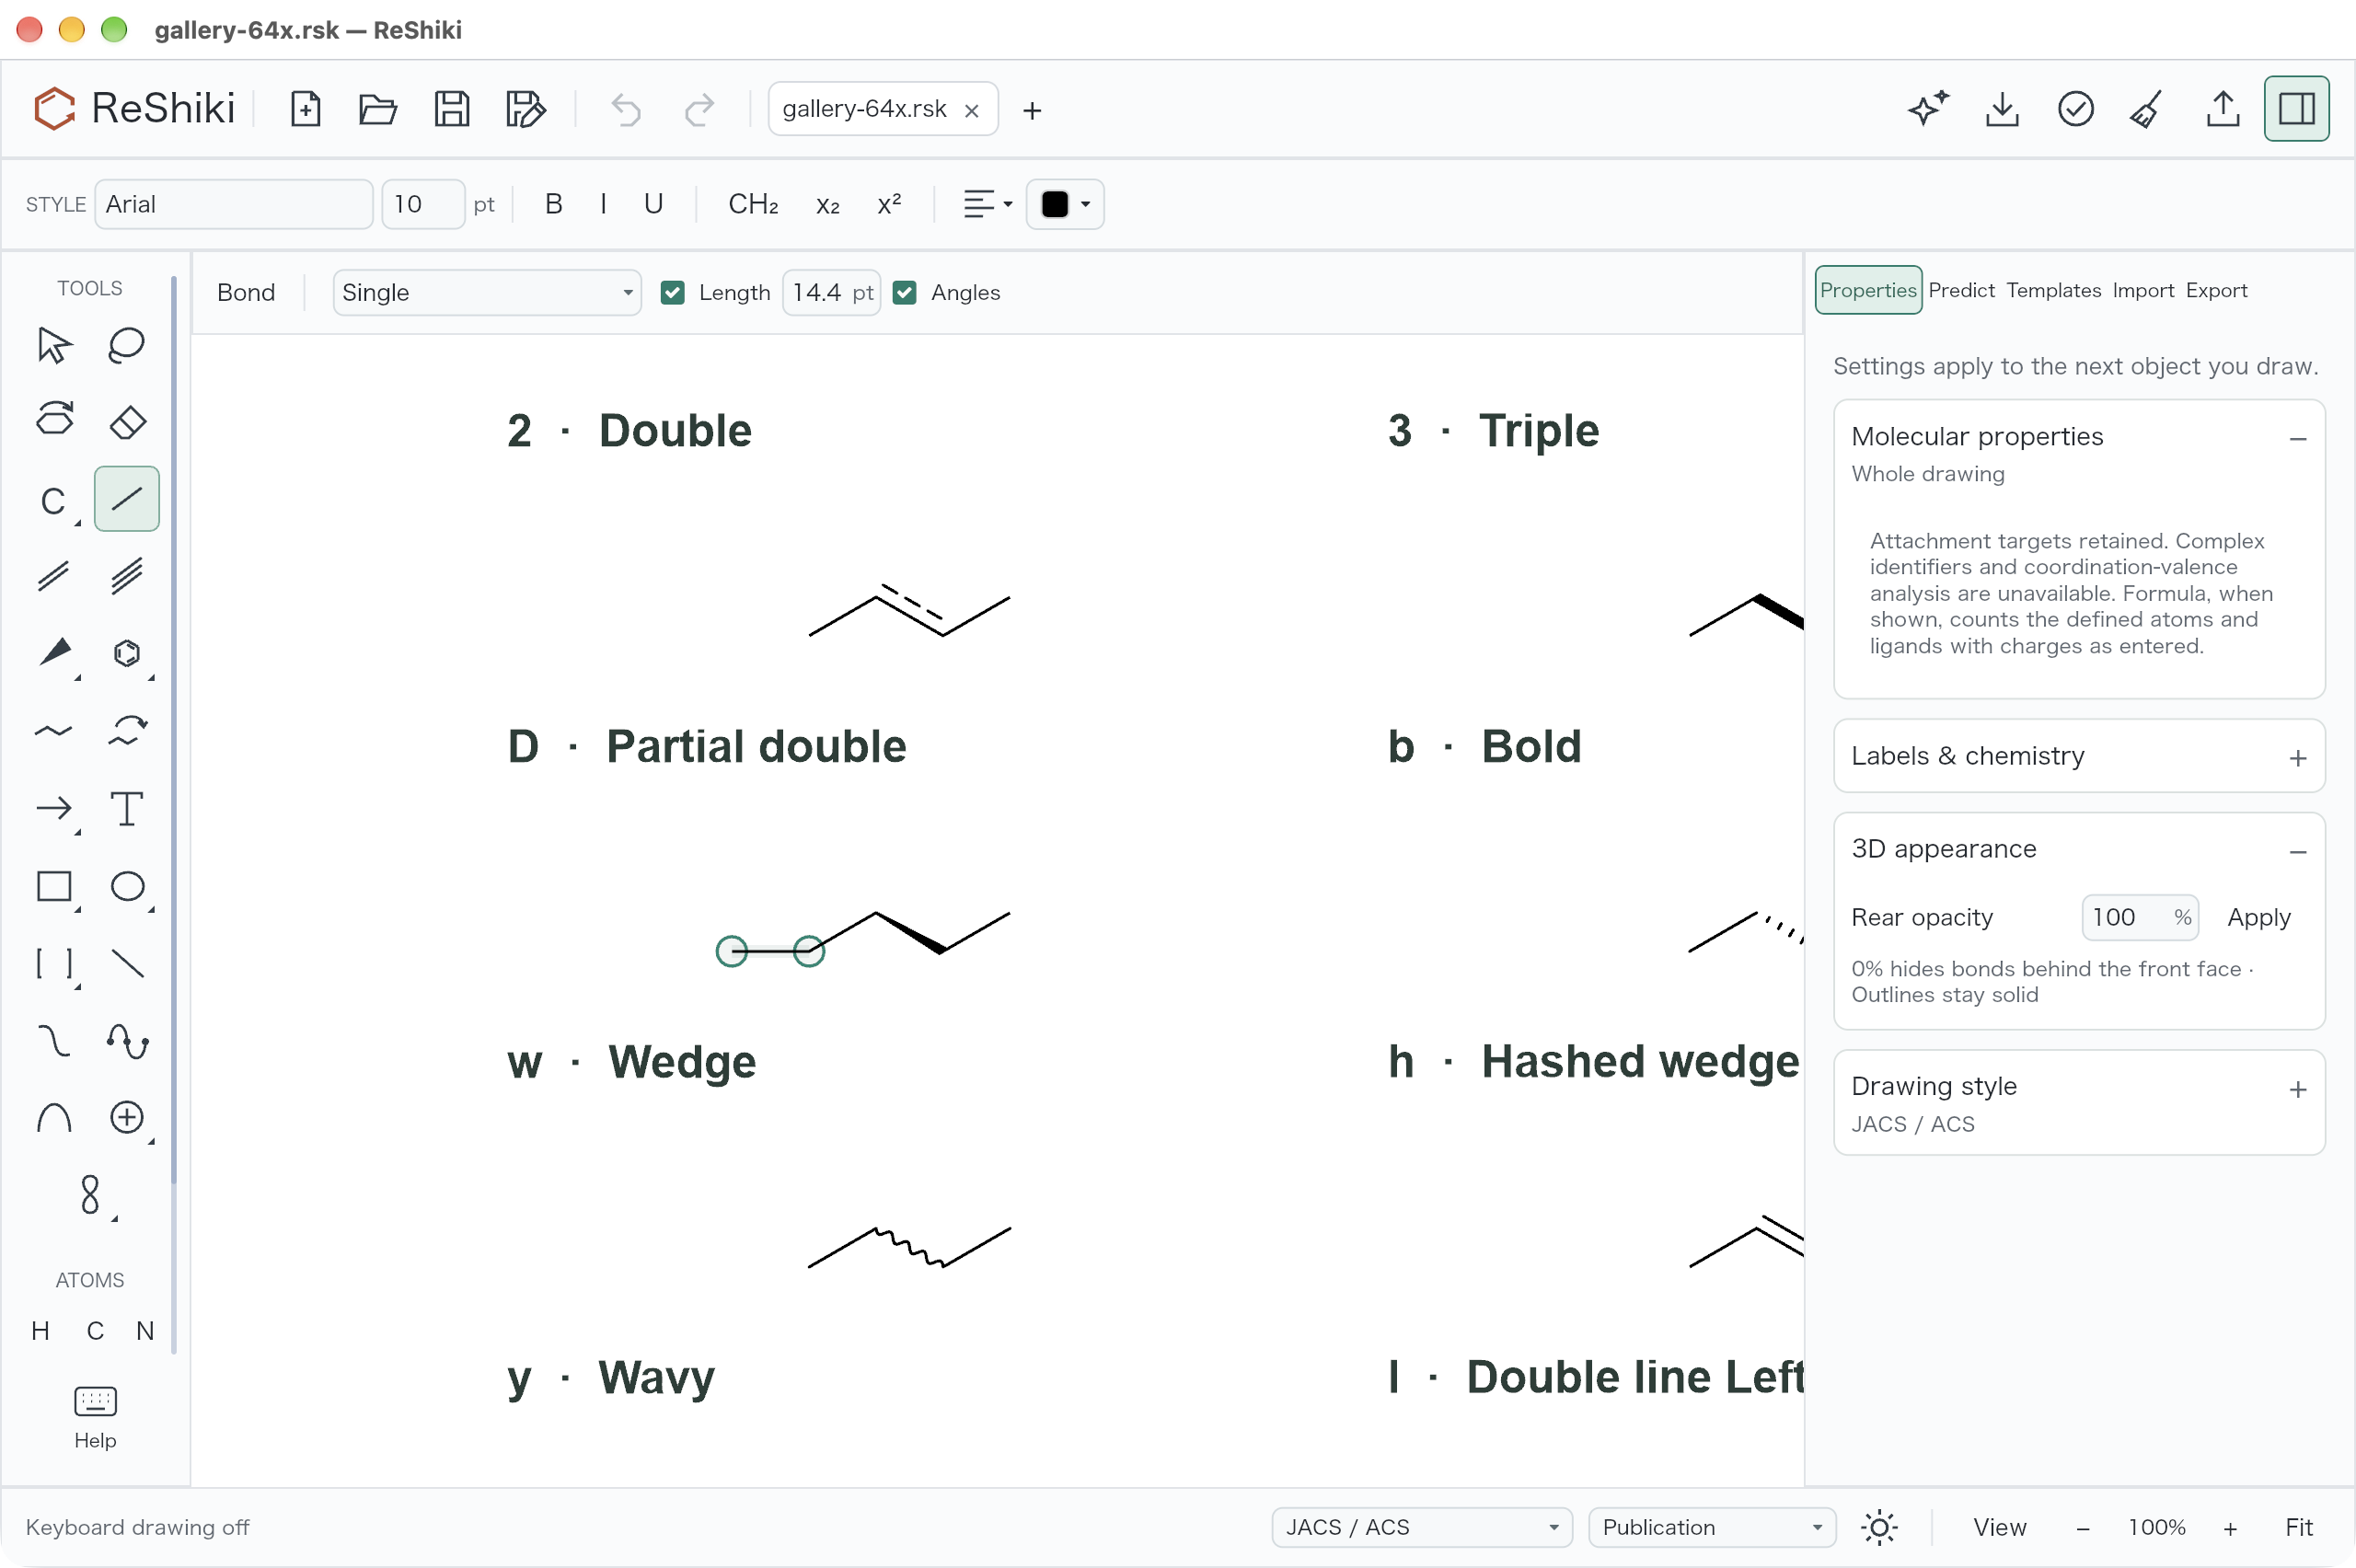 gallery-64x.rsk — ReShiki
ReShiki
gallery-64x.rsk × +
STYLE Arial 10 pt B I U CH₂ x₂ x²
TOOLS
Bond Single Length 14.4 pt Angles
Properties Predict Templates Import Export
Settings apply to the next object you draw.
Molecular properties −
Whole drawing
Attachment targets retained. Complex
identifiers and coordination-valence
analysis are unavailable. Formula, when
shown, counts the defined atoms and
ligands with charges as entered.
Labels & chemistry +
3D appearance −
Rear opacity 100 % Apply
0% hides bonds behind the front face ·
Outlines stay solid
Drawing style +
JACS / ACS
2 · Double
3 · Triple
D · Partial double
b · Bold
w · Wedge
h · Hashed wedge
y · Wavy
l · Double line Left
C
T
[ ]
ATOMS
H C N
Help
Keyboard drawing off
JACS / ACS
Publication
View − 100% + Fit